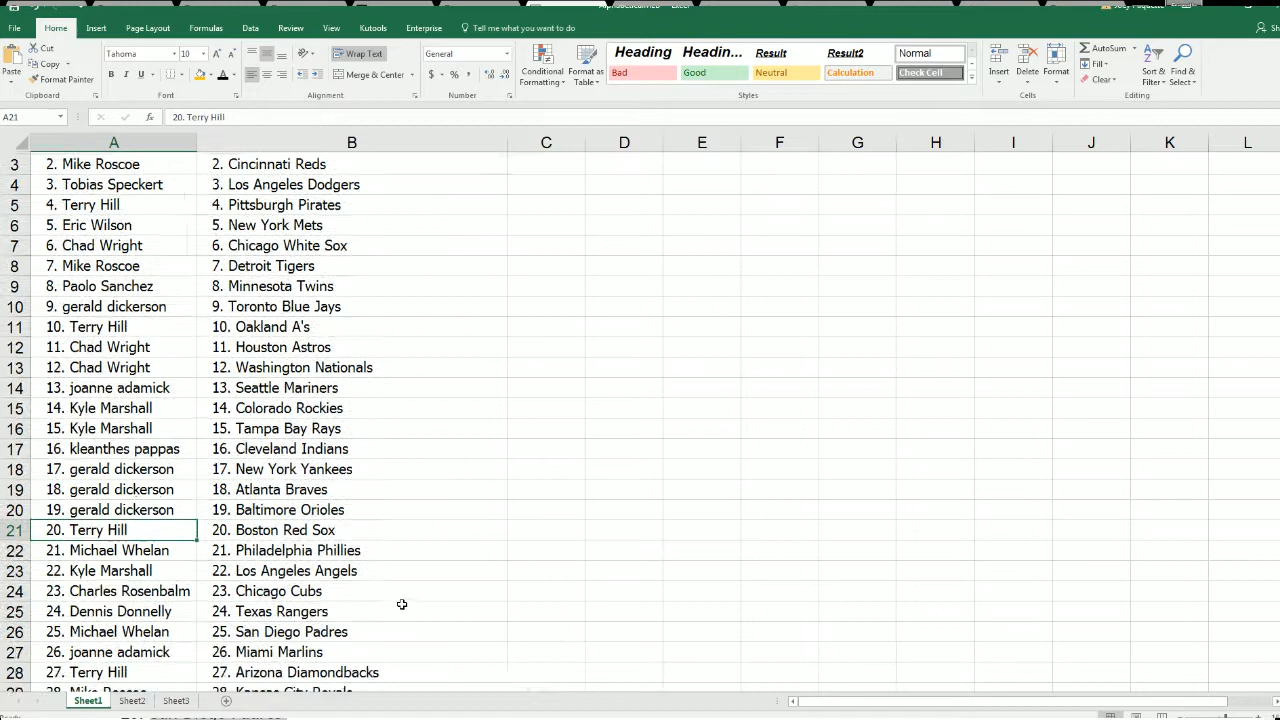 File Home Insert Page Layout Formulas Data Review View Kutools Enterprise Tell me what you want to do
Cut
Copy
Format Painter
Paste
Clipboard
Tahoma 10
B I U
Font
Wrap Text
Merge & Center
Alignment
General
$ % ,
Number
Conditional Formatting
Format as Table
Heading Headin... Result Result2 Normal
Bad Good Neutral Calculation Check Cell
Styles
Insert Delete Format
Cells
AutoSum
Fill
Clear
Sort & Filter
Find & Select
Editing
A21 fx 20. Terry Hill
A B C D E F G H I J K L
3 2. Mike Roscoe 2. Cincinnati Reds
4 3. Tobias Speckert 3. Los Angeles Dodgers
5 4. Terry Hill 4. Pittsburgh Pirates
6 5. Eric Wilson 5. New York Mets
7 6. Chad Wright 6. Chicago White Sox
8 7. Mike Roscoe 7. Detroit Tigers
9 8. Paolo Sanchez 8. Minnesota Twins
10 9. gerald dickerson 9. Toronto Blue Jays
11 10. Terry Hill 10. Oakland A's
12 11. Chad Wright 11. Houston Astros
13 12. Chad Wright 12. Washington Nationals
14 13. joanne adamick 13. Seattle Mariners
15 14. Kyle Marshall 14. Colorado Rockies
16 15. Kyle Marshall 15. Tampa Bay Rays
17 16. kleanthes pappas 16. Cleveland Indians
18 17. gerald dickerson 17. New York Yankees
19 18. gerald dickerson 18. Atlanta Braves
20 19. gerald dickerson 19. Baltimore Orioles
21 20. Terry Hill 20. Boston Red Sox
22 21. Michael Whelan 21. Philadelphia Phillies
23 22. Kyle Marshall 22. Los Angeles Angels
24 23. Charles Rosenbalm 23. Chicago Cubs
25 24. Dennis Donnelly 24. Texas Rangers
26 25. Michael Whelan 25. San Diego Padres
27 26. joanne adamick 26. Miami Marlins
28 27. Terry Hill 27. Arizona Diamondbacks
28. Mike Roscoe 28. Kansas City Royals
Sheet1 Sheet2 Sheet3